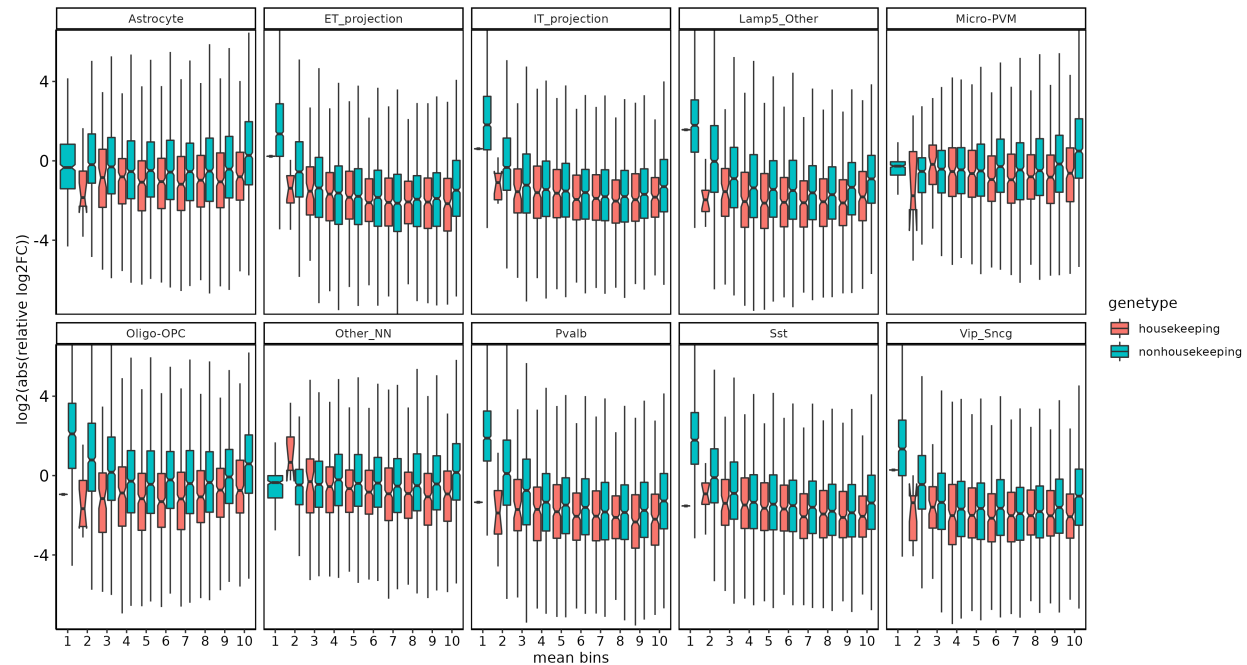 Astrocyte ET_projection IT_projection Lamp5_Other Micro-PVM
4
0
-4
Oligo-OPC Other_NN Pvalb Sst Vip_Sncg
4
0
-4
log2(abs(relative log2FC))
1 2 3 4 5 6 7 8 9 10 1 2 3 4 5 6 7 8 9 10 1 2 3 4 5 6 7 8 9 10 1 2 3 4 5 6 7 8 9 10 1 2 3 4 5 6 7 8 9 10
mean bins
genetype
housekeeping
nonhousekeeping